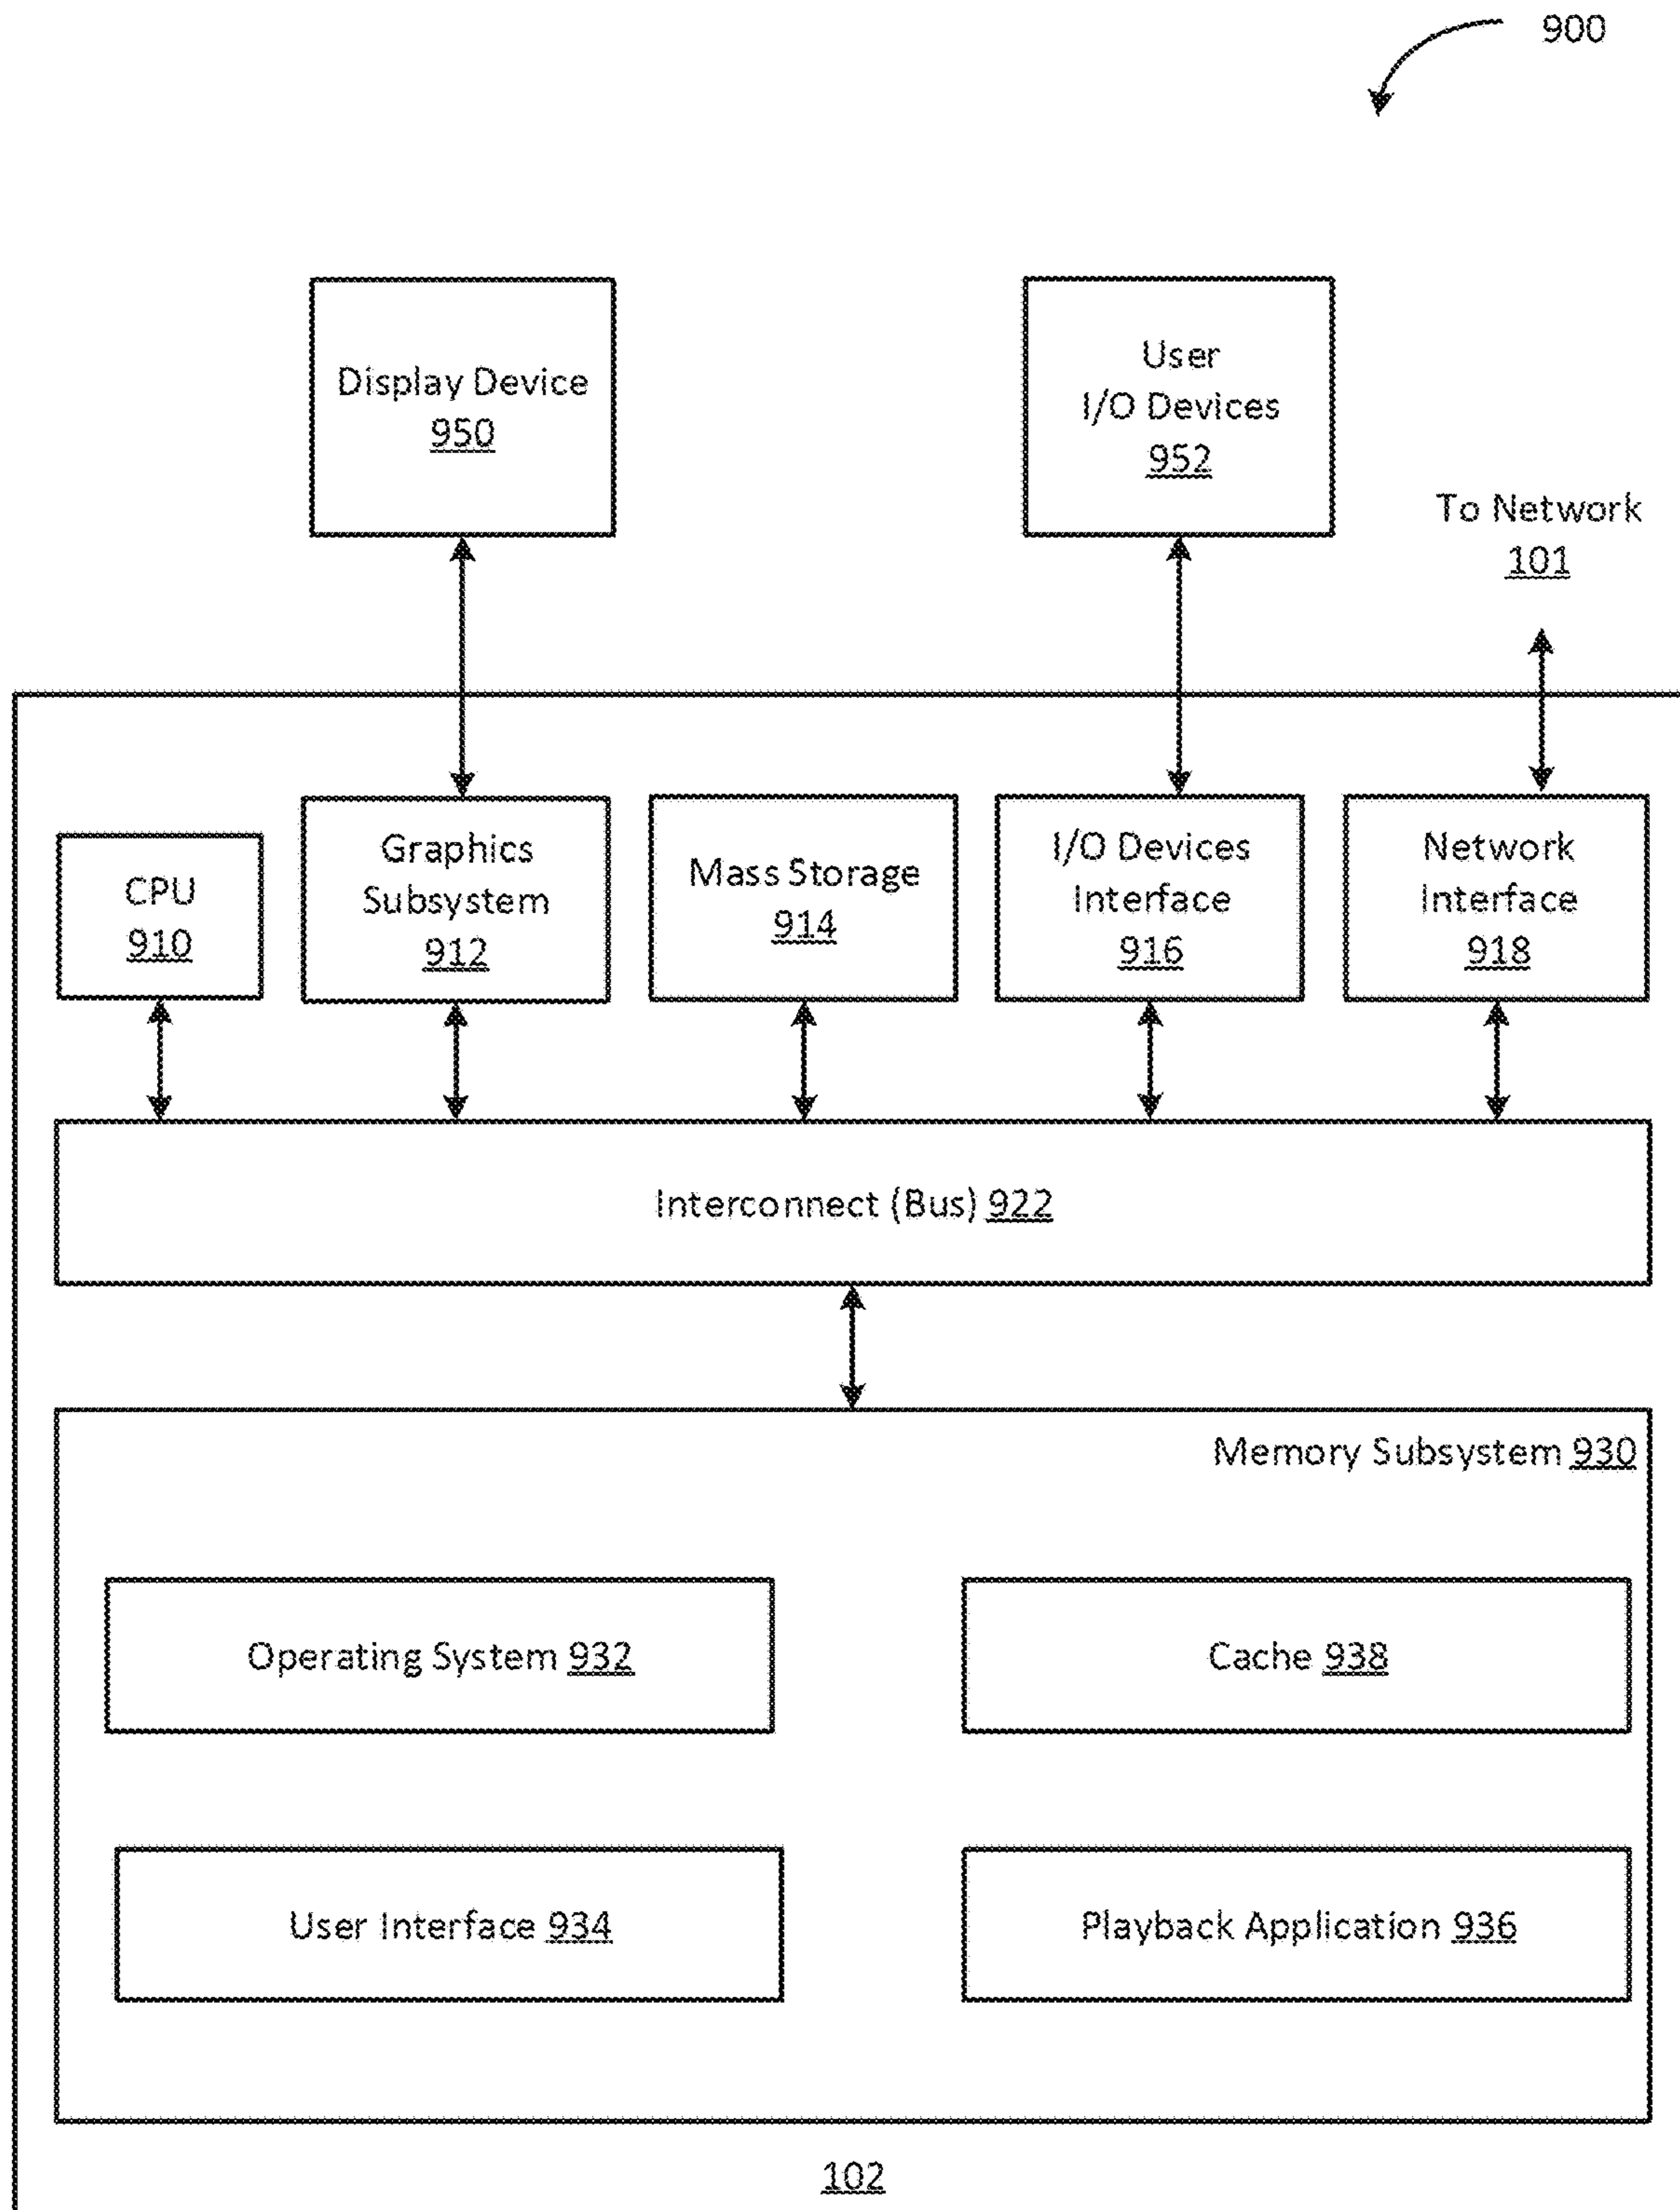 900
Display Device
950
User
I/O Devices
952
To Network
101
CPU
910
Graphics
Subsystem
912
Mass Storage
914
I/O Devices
Interface
916
Network
Interface
918
Interconnect (Bus) 922
Memory Subsystem 930
Operating System 932
Cache 938
User Interface 934
Playback Application 936
102